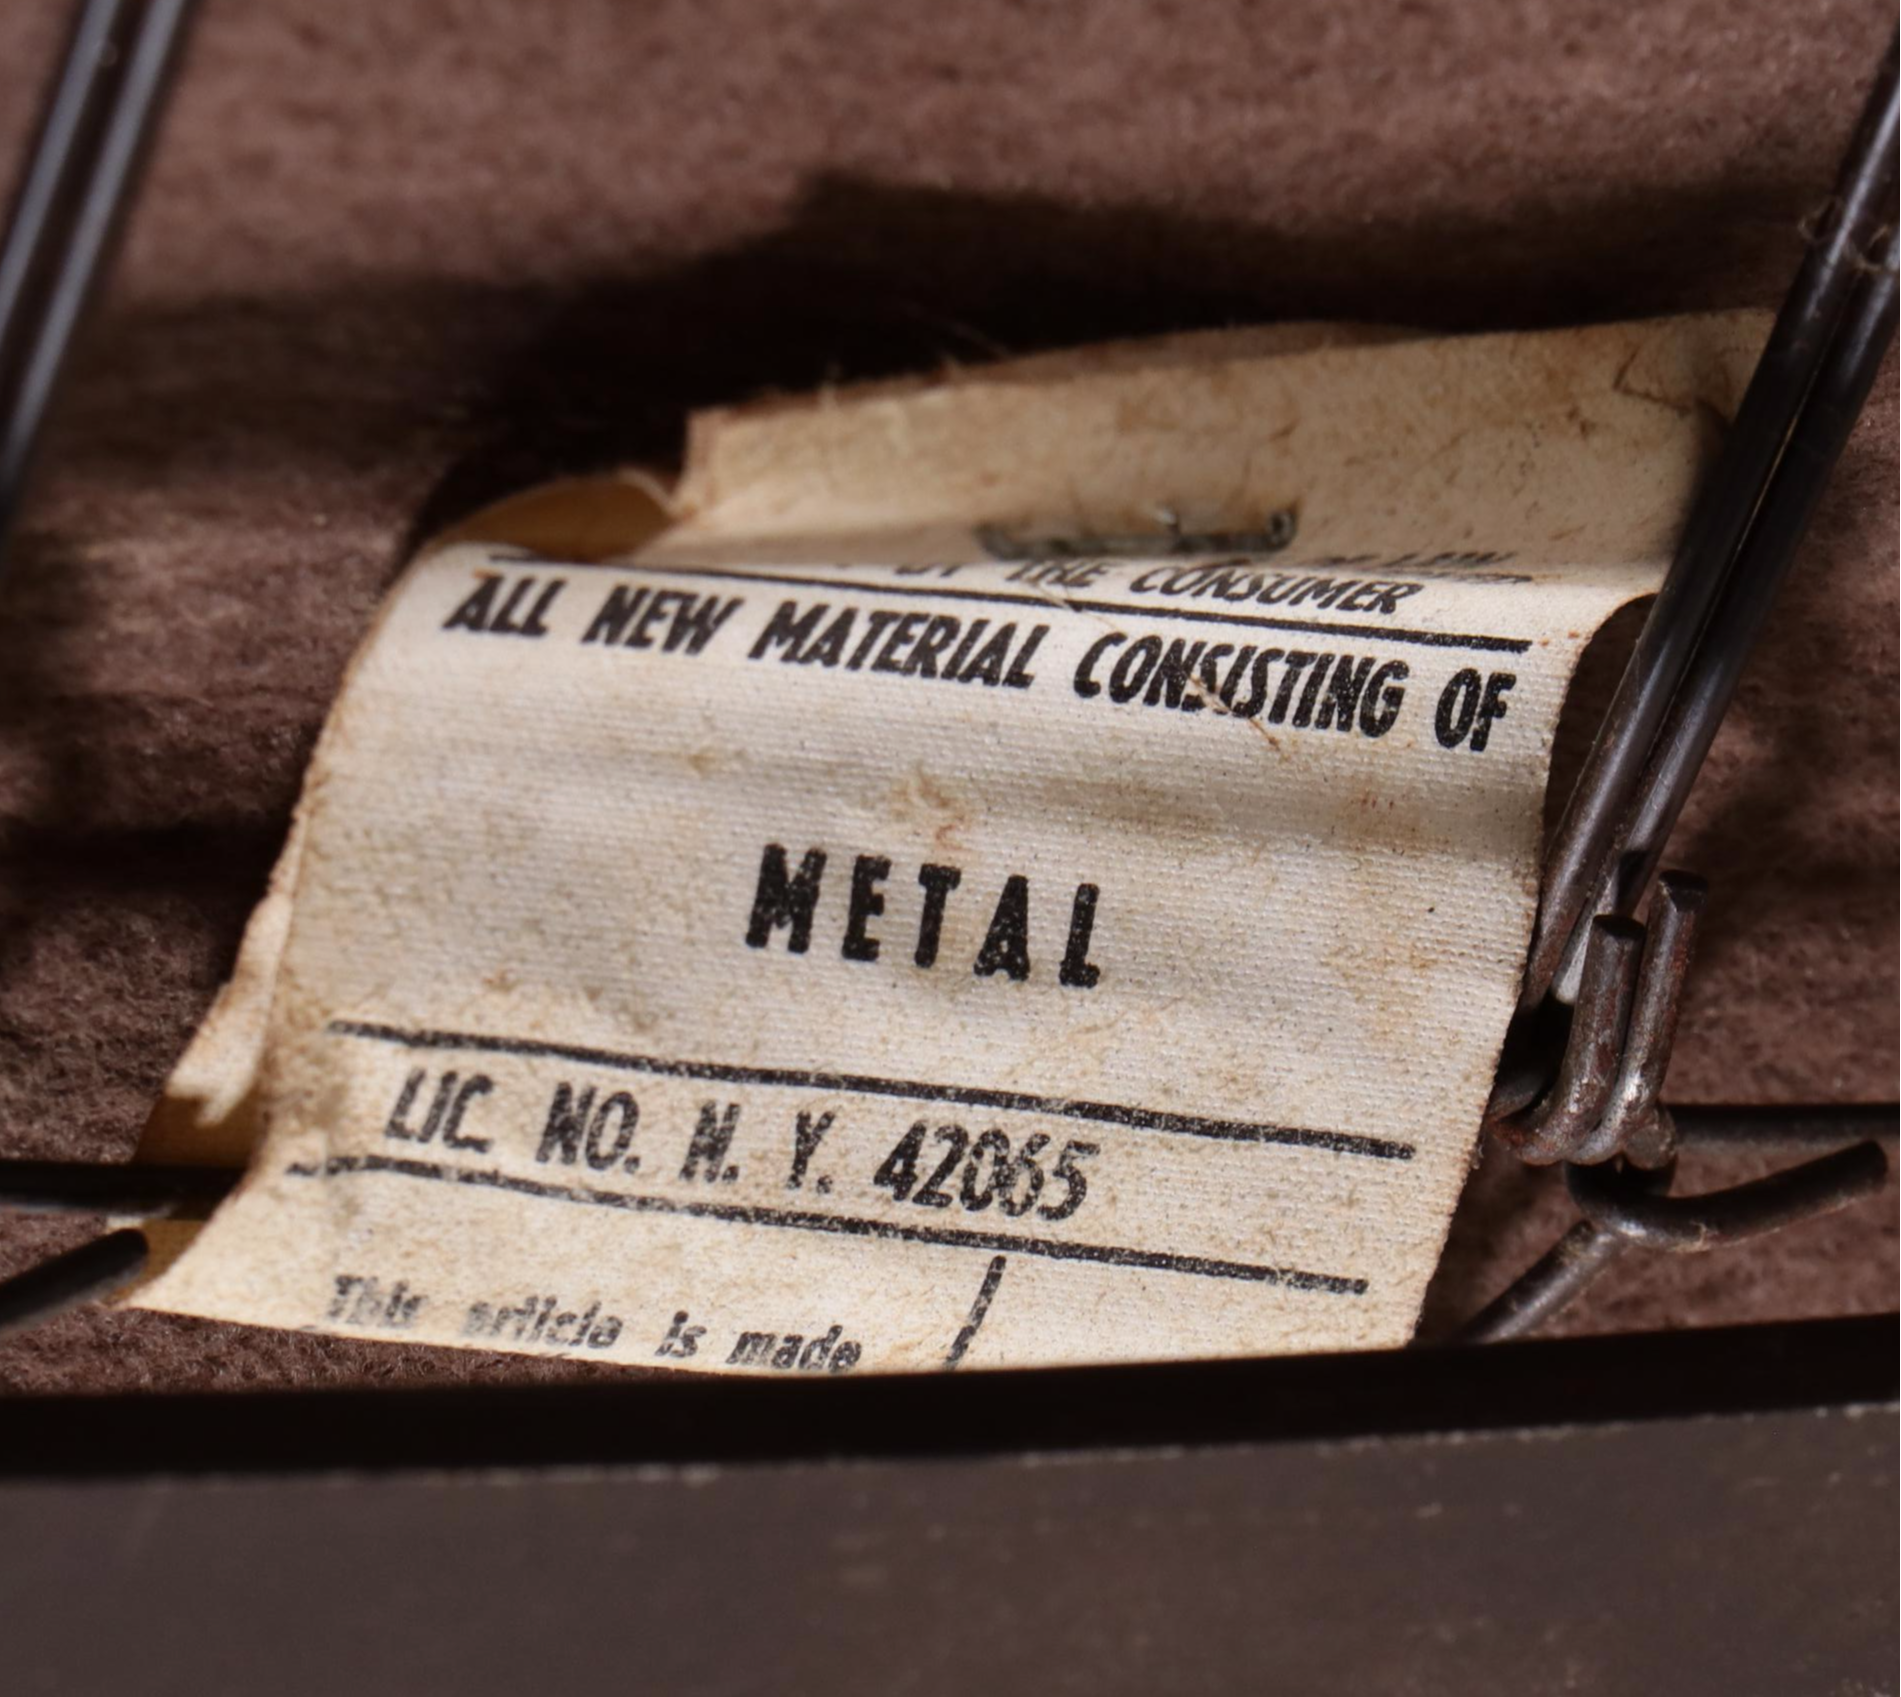 BY THE CONSUMER
ALL NEW MATERIAL CONSISTING OF
METAL
LIC. NO. N. Y. 42065
This article is made